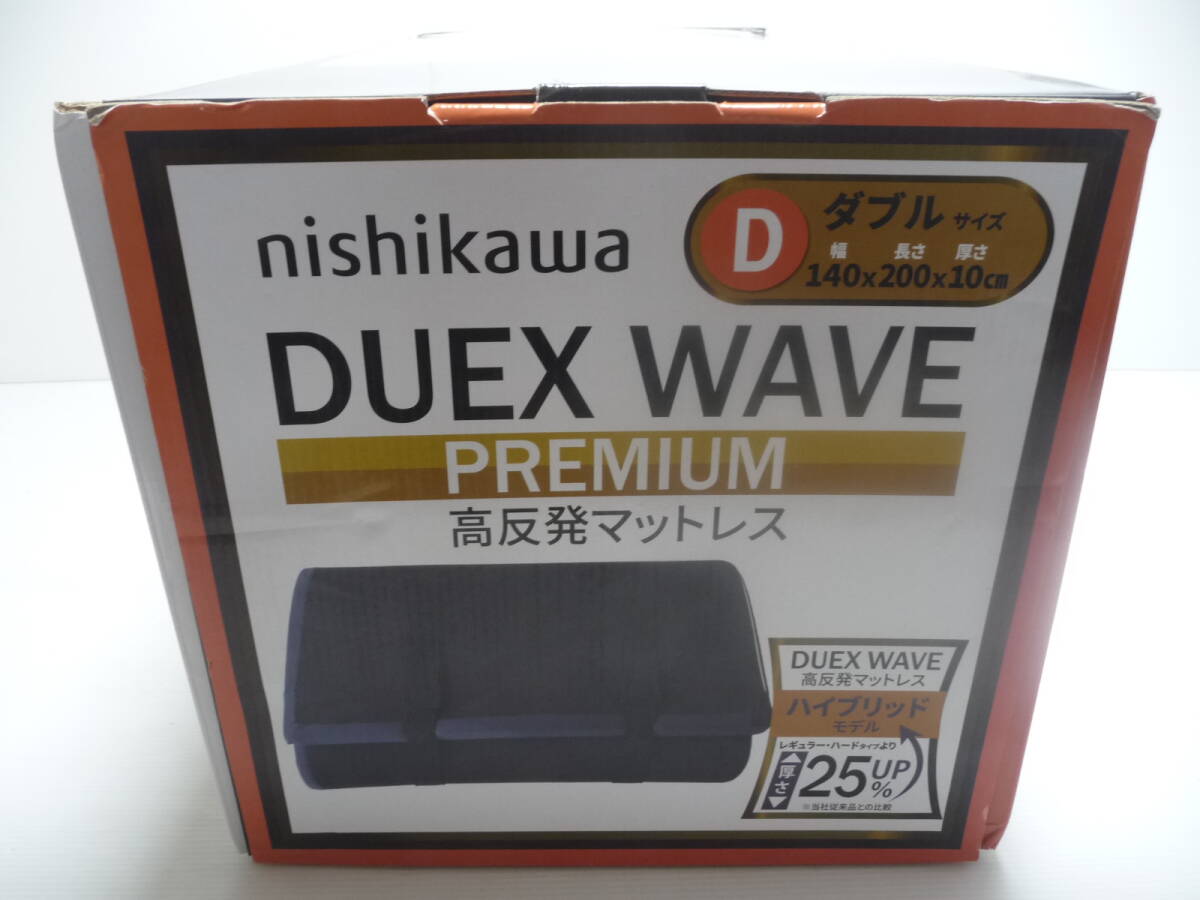 nishikawa
D ダブル サイズ
幅 長さ 厚さ
140x200x10cm
DUEX WAVE
PREMIUM
高反発マットレス
DUEX WAVE
高反発マットレス
ハイブリッド
モデル
レギュラー・ハードタイプより
厚さ 25%UP
※当社従来品との比較